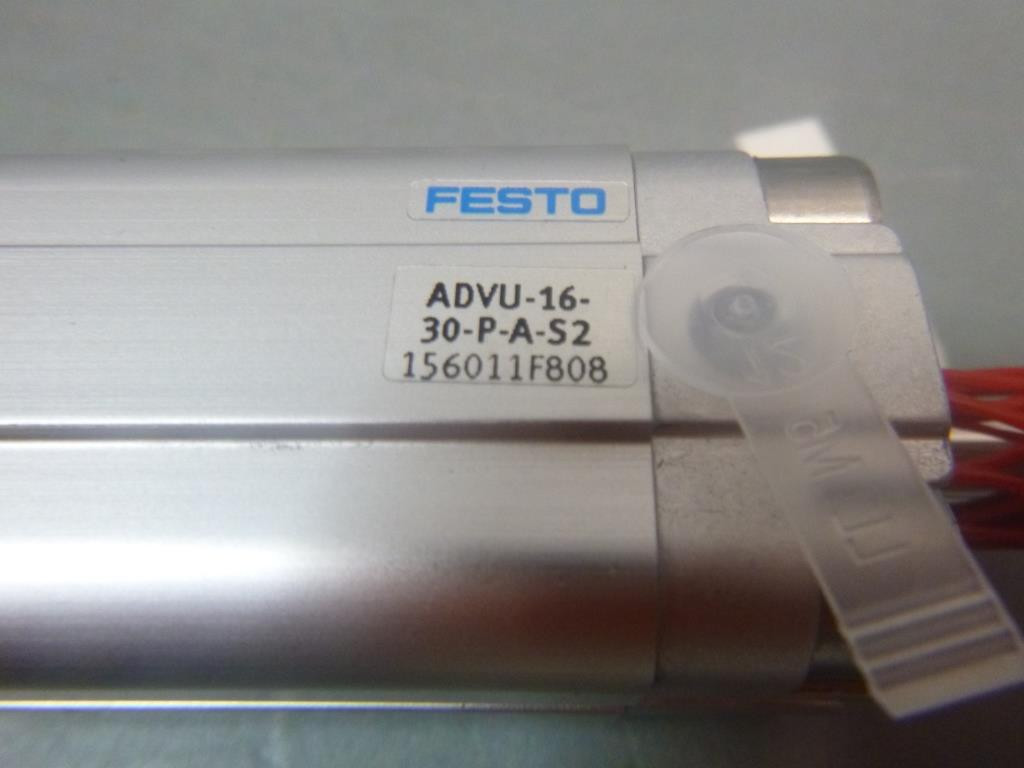 FESTO
ADVU-16-
30-P-A-S2
156011F808